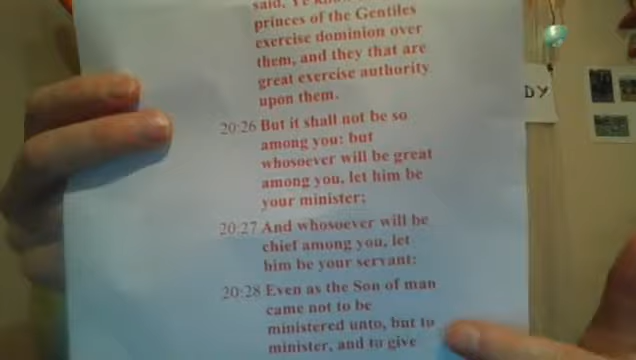 said, Ye know
princes of the Gentiles
exercise dominion over
them, and they that are
great exercise authority
upon them.
20:26 But it shall not be so
among you: but
whosoever will be great
among you, let him be
your minister;
20:27 And whosoever will be
chief among you, let
him be your servant:
20:28 Even as the Son of man
came not to be
ministered unto, but to
minister, and to give
DY